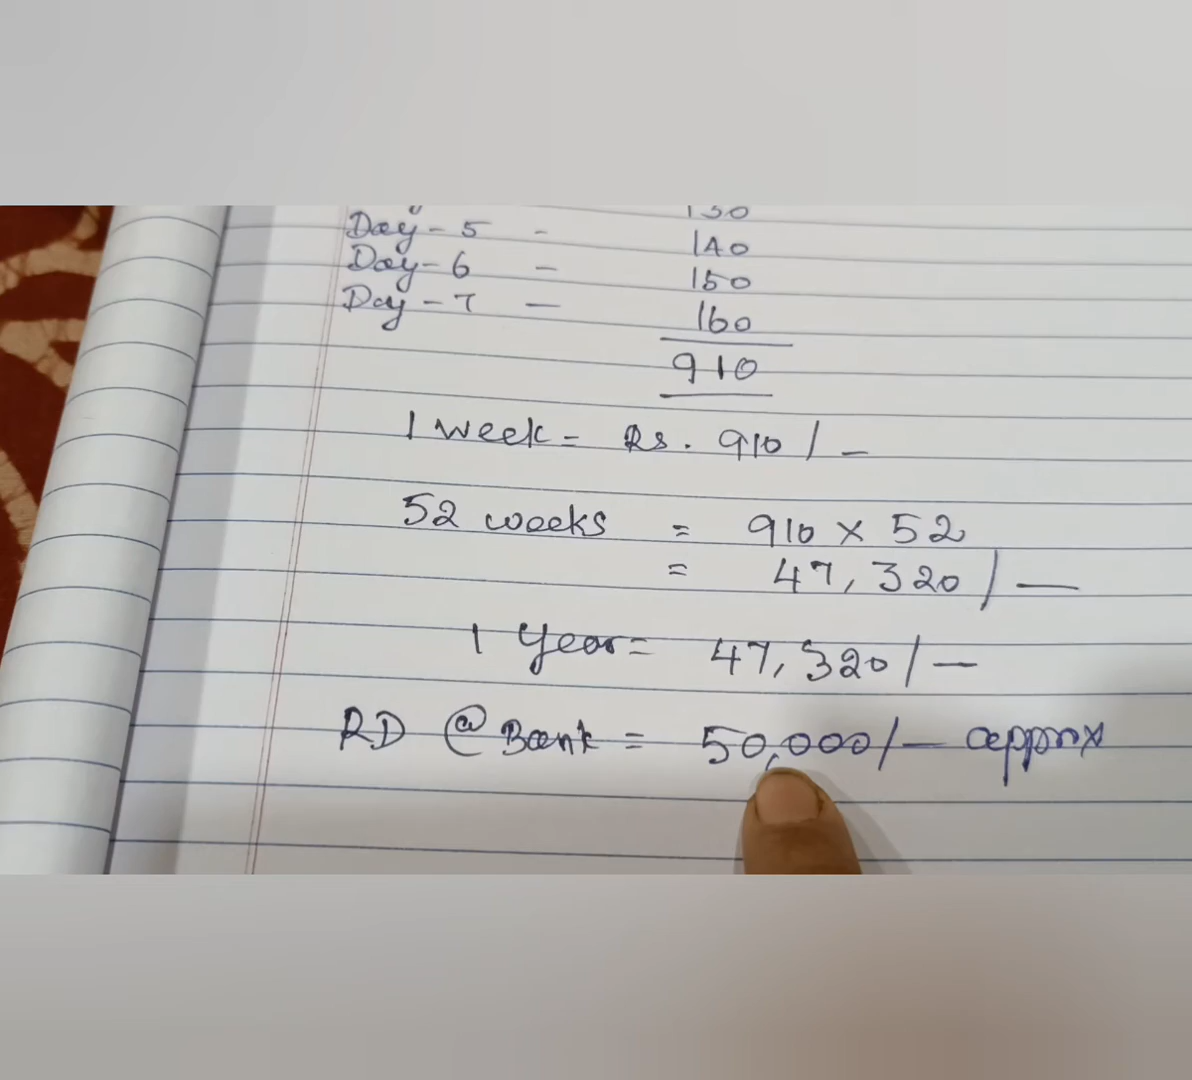 130
Day - 5 - 140
Day - 6 - 150
Day - 7 - 160
910
1 week = Rs. 910/-
52 weeks = 910 x 52
= 47,320/-
1 Year = 47,320/-
RD @ Bank = 50,000/- approx